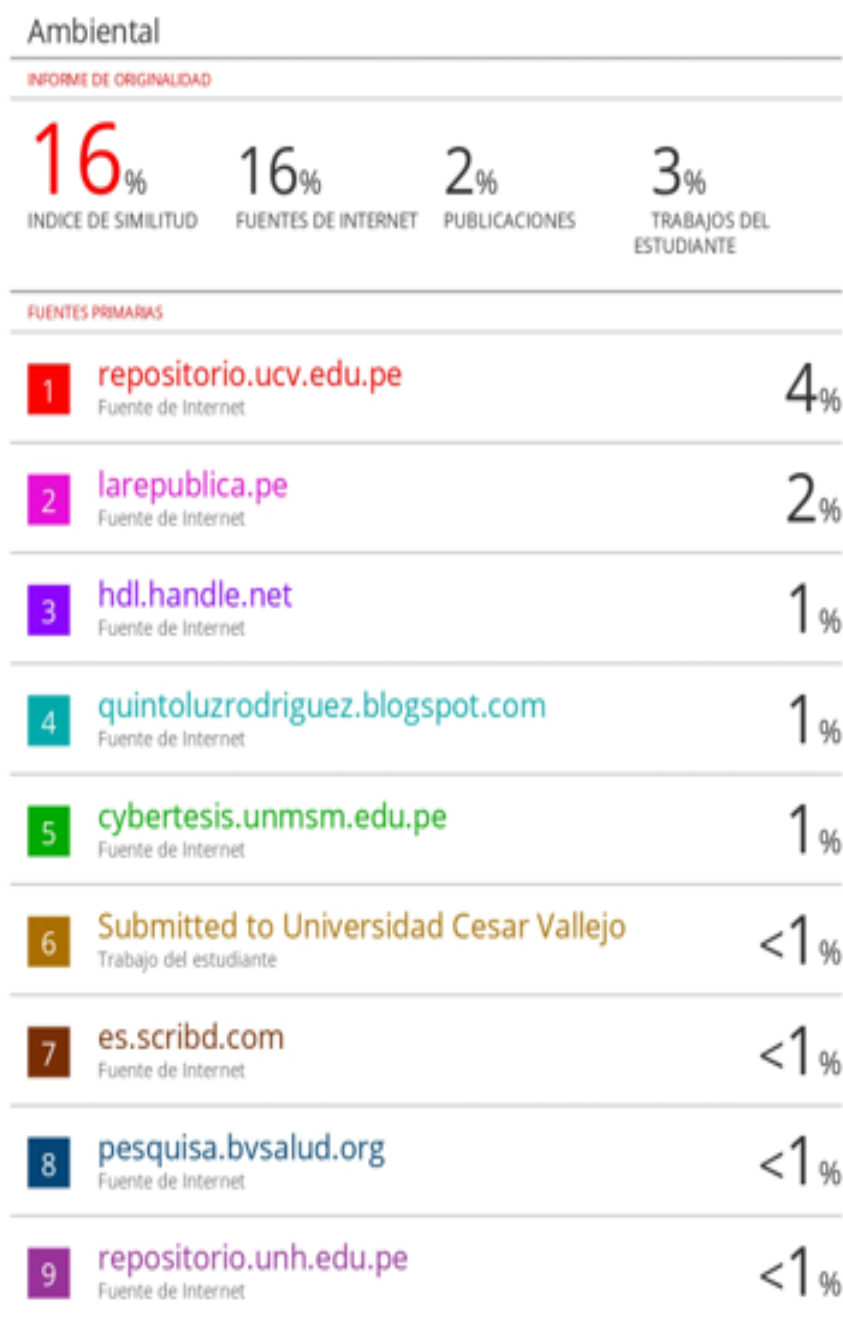 Ambiental
INFORME DE ORIGINALIDAD
16% 16% 2% 3%
INDICE DE SIMILITUD FUENTES DE INTERNET PUBLICACIONES TRABAJOS DEL
ESTUDIANTE
FUENTES PRIMARIAS
1 repositorio.ucv.edu.pe 4%
Fuente de Internet
2 larepublica.pe 2%
Fuente de Internet
3 hdl.handle.net 1%
Fuente de Internet
4 quintoluzrodriguez.blogspot.com 1%
Fuente de Internet
5 cybertesis.unmsm.edu.pe 1%
Fuente de Internet
6 Submitted to Universidad Cesar Vallejo <1%
Trabajo del estudiante
7 es.scribd.com <1%
Fuente de Internet
8 pesquisa.bvsalud.org <1%
Fuente de Internet
9 repositorio.unh.edu.pe <1%
Fuente de Internet